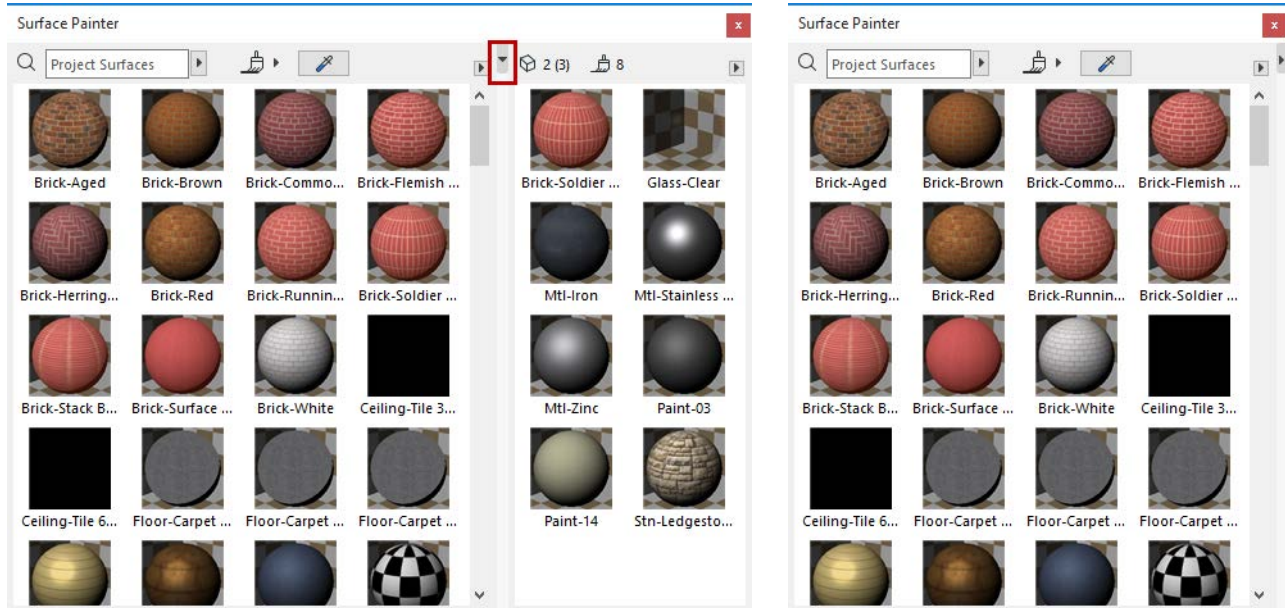 Surface Painter
x
Project Surfaces
2 (3)
8
Brick-Aged
Brick-Brown
Brick-Commo...
Brick-Flemish ...
Brick-Soldier ...
Glass-Clear
Brick-Herring...
Brick-Red
Brick-Runnin...
Brick-Soldier ...
Mtl-Iron
Mtl-Stainless ...
Brick-Stack B...
Brick-Surface ...
Brick-White
Ceiling-Tile 3...
Mtl-Zinc
Paint-03
Ceiling-Tile 6...
Floor-Carpet ...
Floor-Carpet ...
Floor-Carpet ...
Paint-14
Stn-Ledgesto...
Surface Painter
x
Project Surfaces
Brick-Aged
Brick-Brown
Brick-Commo...
Brick-Flemish ...
Brick-Herring...
Brick-Red
Brick-Runnin...
Brick-Soldier ...
Brick-Stack B...
Brick-Surface ...
Brick-White
Ceiling-Tile 3...
Ceiling-Tile 6...
Floor-Carpet ...
Floor-Carpet ...
Floor-Carpet ...